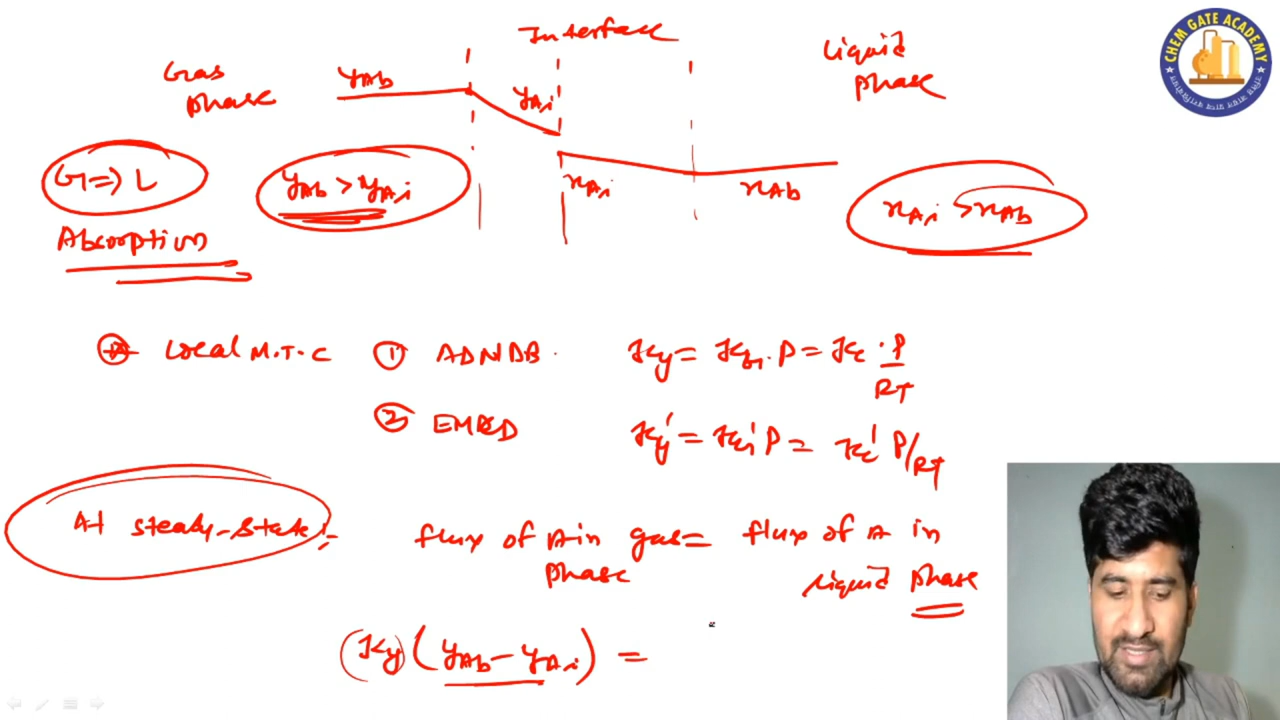 Interface
Gas phase
Liquid phase
yAb
yAi
xAi
xAb
G => L
yAb > yAi
xAi > xAb
Absorption
Local M.T.C ① ADNDB. Ky = KG . P = Kc . P/RT
② EMCD Ky' = KG' P = Kc' P/RT
At steady-state :- flux of A in gas phase = flux of A in liquid phase
(Ky) (yAb - yAi) =
CHEM GATE ACADEMY